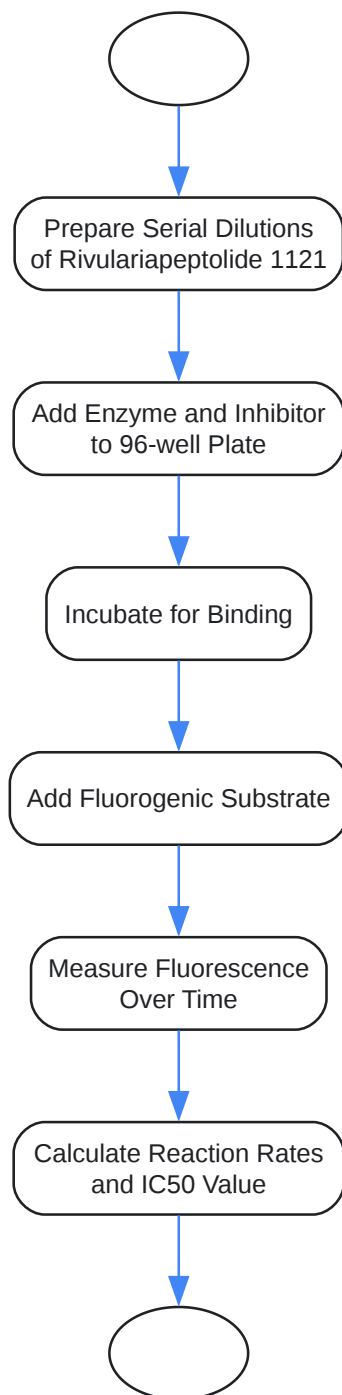 Prepare Serial Dilutions
of Rivulariapeptolide 1121
Add Enzyme and Inhibitor
to 96-well Plate
Incubate for Binding
Add Fluorogenic Substrate
Measure Fluorescence
Over Time
Calculate Reaction Rates
and IC50 Value